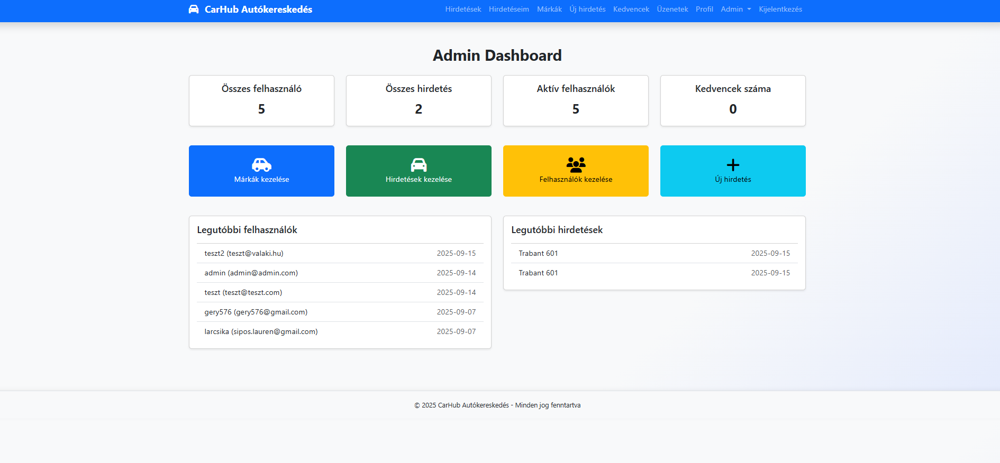 CarHub Autókereskedés
Hirdetések Hirdetéseim Márkák Új hirdetés Kedvencek Üzenetek Profil Admin Kijelentkezés
Admin Dashboard
Összes felhasználó
5
Összes hirdetés
2
Aktív felhasználók
5
Kedvencek száma
0
Márkák kezelése
Hirdetések kezelése
Felhasználók kezelése
Új hirdetés
Legutóbbi felhasználók
teszt2 (teszt@valaki.hu) 2025-09-15
admin (admin@admin.com) 2025-09-14
teszt (teszt@teszt.com) 2025-09-14
gery576 (gery576@gmail.com) 2025-09-07
larcsika (sipos.lauren@gmail.com) 2025-09-07
Legutóbbi hirdetések
Trabant 601 2025-09-15
Trabant 601 2025-09-15
© 2025 CarHub Autókereskedés - Minden jog fenntartva